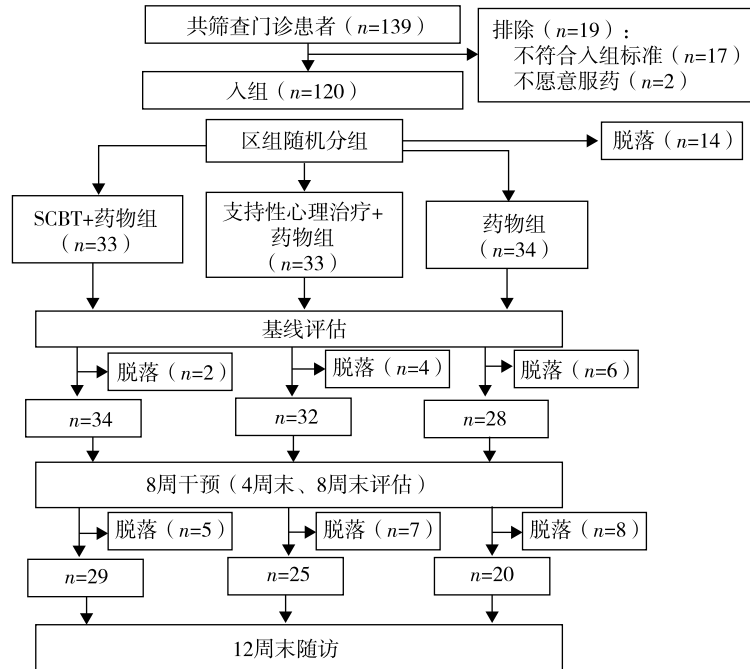 共筛查门诊患者（n=139）
排除（n=19）：
不符合入组标准（n=17）
不愿意服药（n=2）
入组（n=120）
区组随机分组
脱落（n=14）
SCBT+药物组
（n=33）
支持性心理治疗+
药物组
（n=33）
药物组
（n=34）
基线评估
脱落（n=2）
脱落（n=4）
脱落（n=6）
n=34
n=32
n=28
8周干预（4周末、8周末评估）
脱落（n=5）
脱落（n=7）
脱落（n=8）
n=29
n=25
n=20
12周末随访